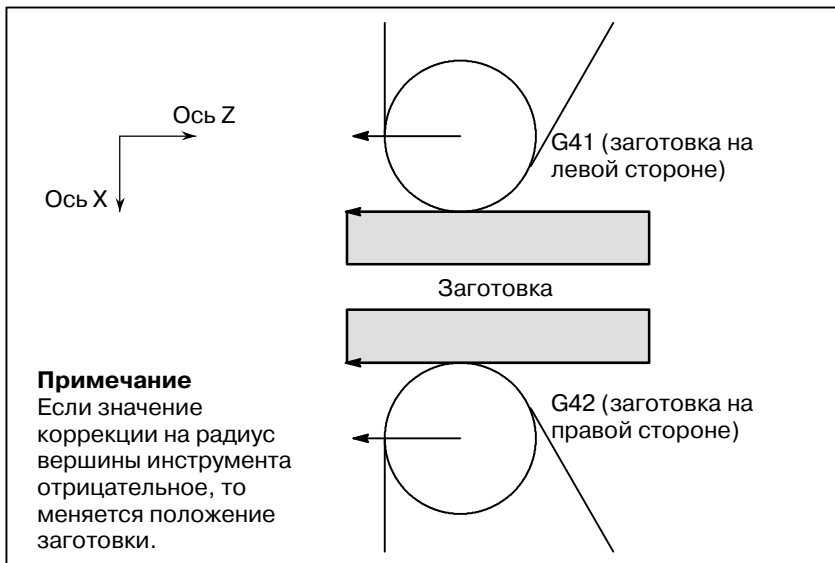 Ось Z
Ось X
G41 (заготовка на
левой стороне)
Заготовка
Примечание
Если значение
коррекции на радиус
вершины инструмента
отрицательное, то
меняется положение
заготовки.
G42 (заготовка на
правой стороне)